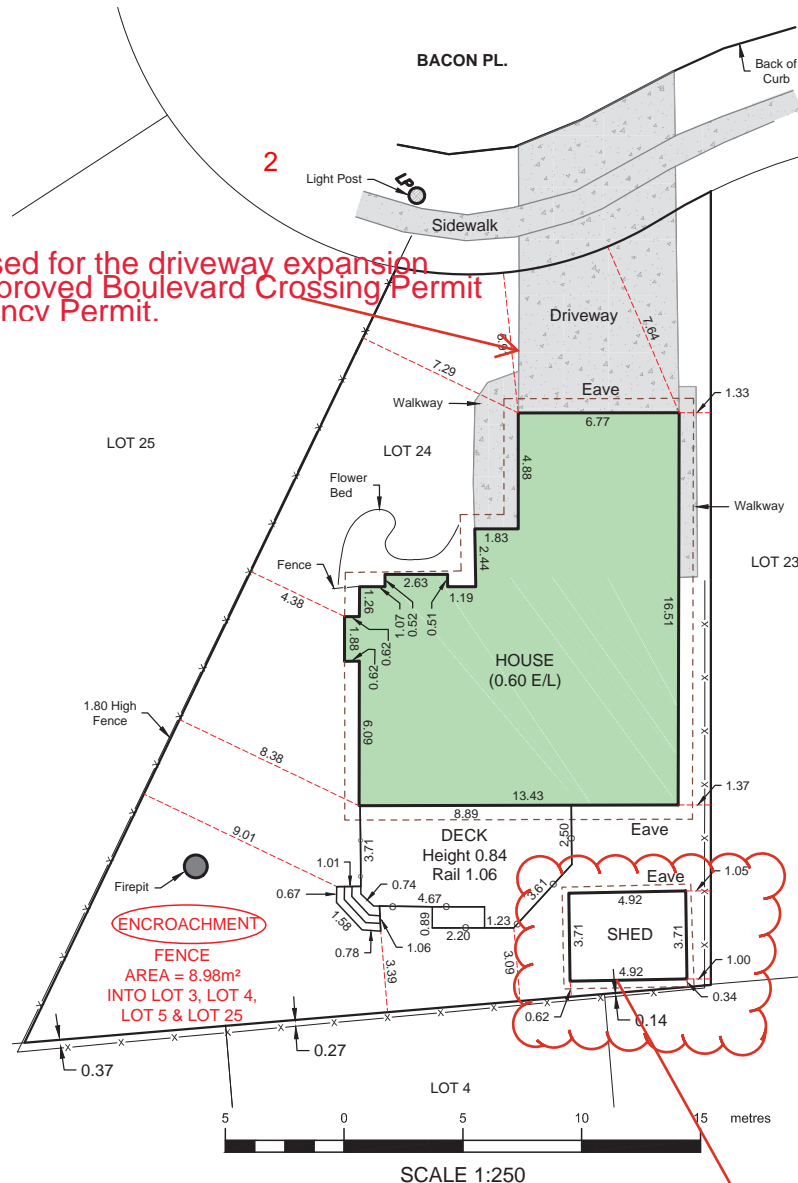 BACON PL.
Back of
Curb
2
Light Post
LP
Sidewalk
sed for the driveway expansion
proved Boulevard Crossing Permit
ncy Permit.
Driveway
7.64
7.29
Eave
1.33
Walkway
6.77
LOT 25
LOT 24
4.88
Flower
Bed
Walkway
1.83
2.44
LOT 23
Fence
2.63
1.19
4.38
1.26
1.07
0.52
0.51
1.88
0.62
0.62
16.51
HOUSE
(0.60 E/L)
1.80 High
Fence
6.09
8.38
13.43
1.37
8.89
9.01
3.71
DECK
Height 0.84
Rail 1.06
2.50
Eave
Firepit
1.01
0.67
0.74
4.67
3.61
Eave
1.05
4.92
ENCROACHMENT
1.58
0.89
1.23
2.20
3.71
SHED
3.71
0.78
1.06
FENCE
AREA = 8.98m²
INTO LOT 3, LOT 4,
LOT 5 & LOT 25
3.39
3.09
4.92
1.00
0.34
0.62
0.14
0.27
0.37
LOT 4
5 0 5 10 15 metres
SCALE 1:250